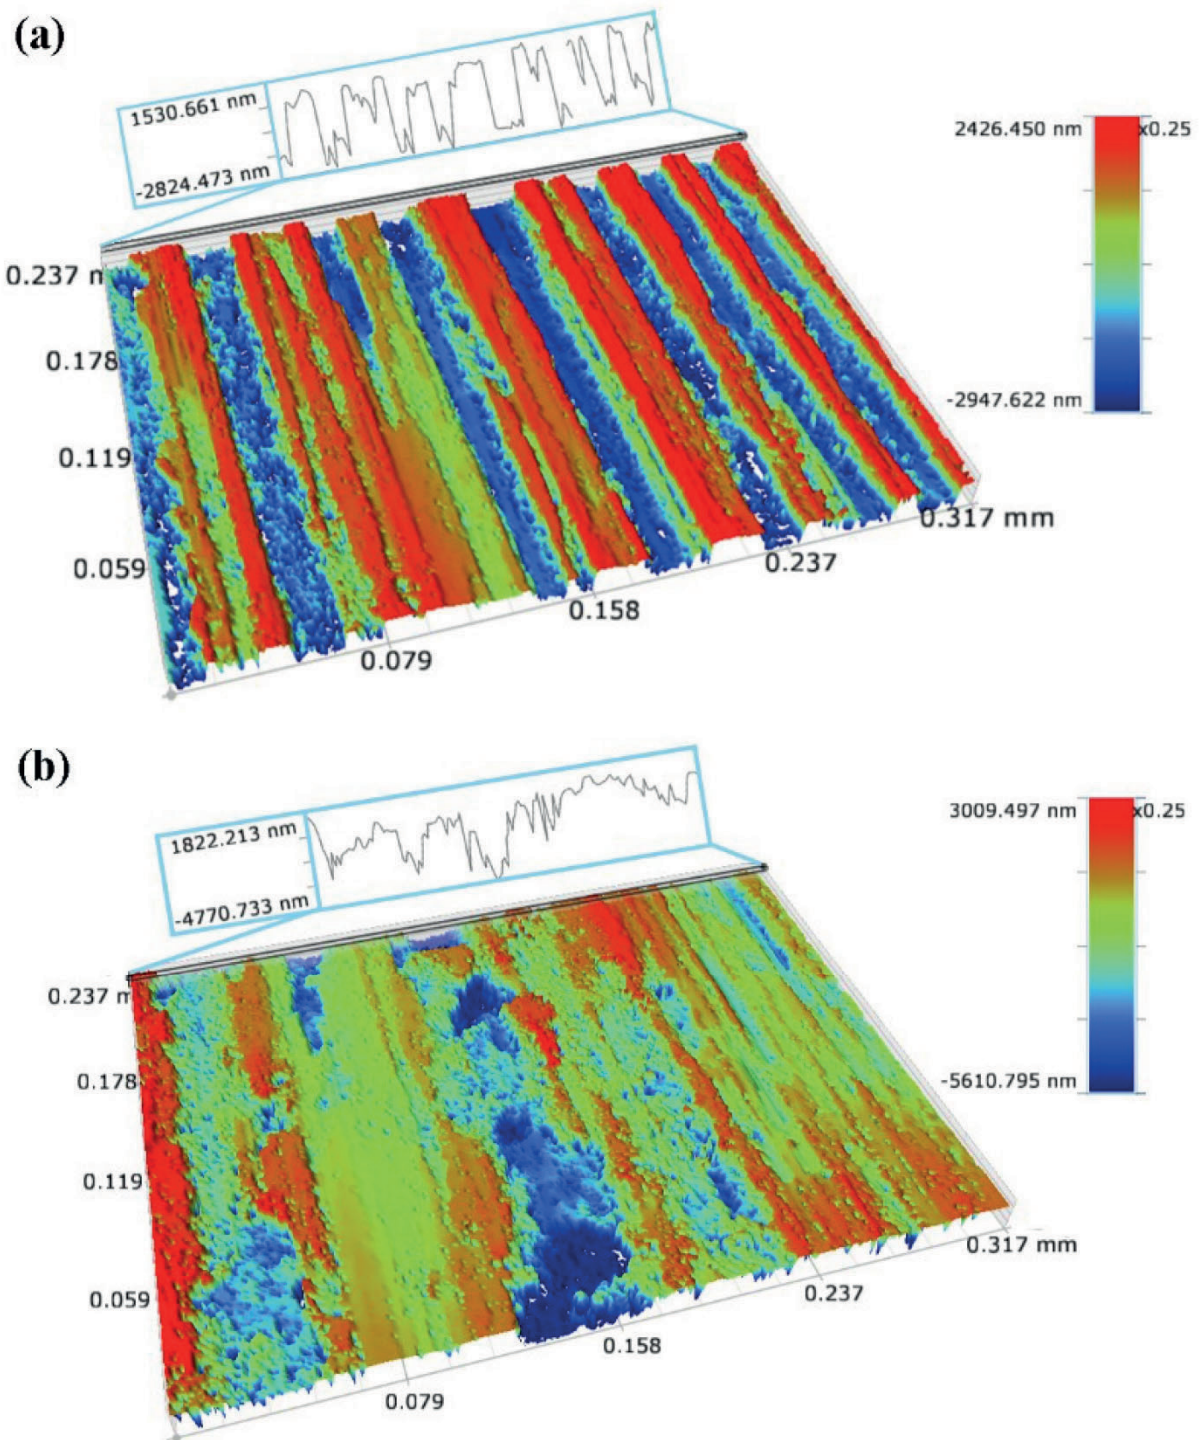 (a)
1530.661 nm
-2824.473 nm
2426.450 nm
x0.25
-2947.622 nm
0.237 m
0.178
0.119
0.059
0.079
0.158
0.237
0.317 mm
(b)
1822.213 nm
-4770.733 nm
3009.497 nm
x0.25
-5610.795 nm
0.237 m
0.178
0.119
0.059
0.079
0.158
0.237
0.317 mm